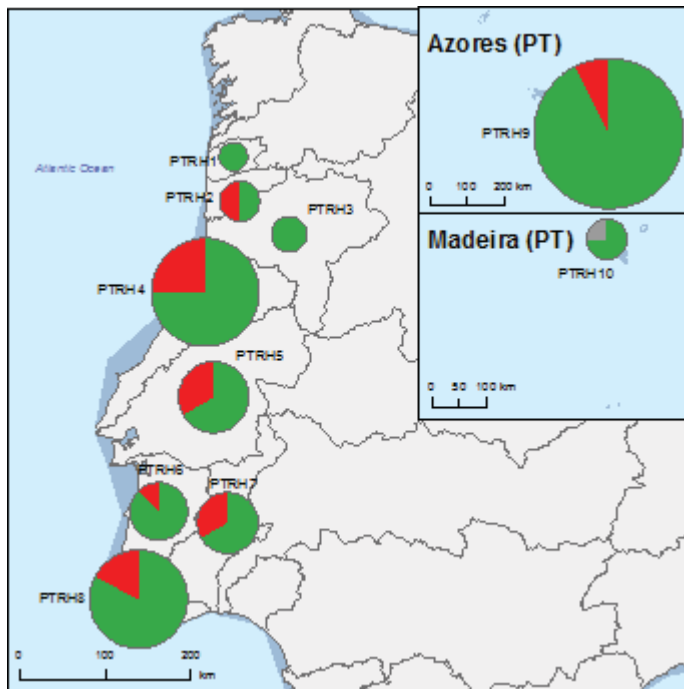 Azores (PT)
PTRH9
0 100 200 km
Madeira (PT)
PTRH10
0 50 100 km
Atlantic Ocean
PTRH1
PTRH2
PTRH3
PTRH4
PTRH5
PTRH6
PTRH7
PTRH8
0 100 200
km